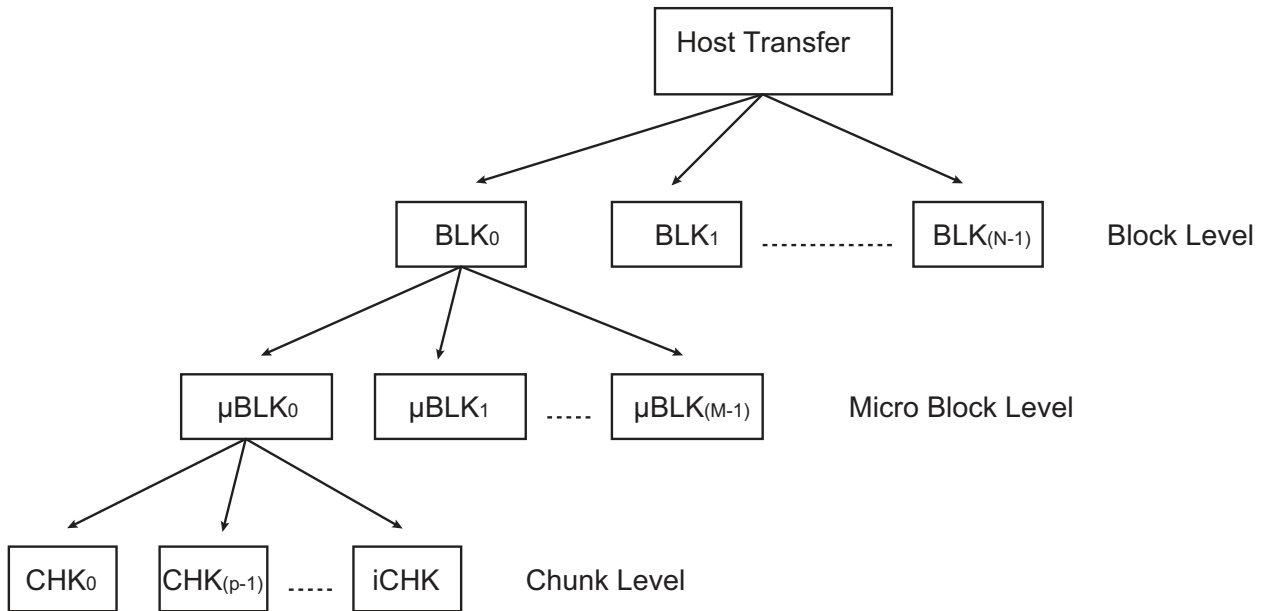 Host Transfer
BLK0 BLK1 BLK(N-1) Block Level
µBLK0 µBLK1 µBLK(M-1) Micro Block Level
CHK0 CHK(p-1) iCHK Chunk Level